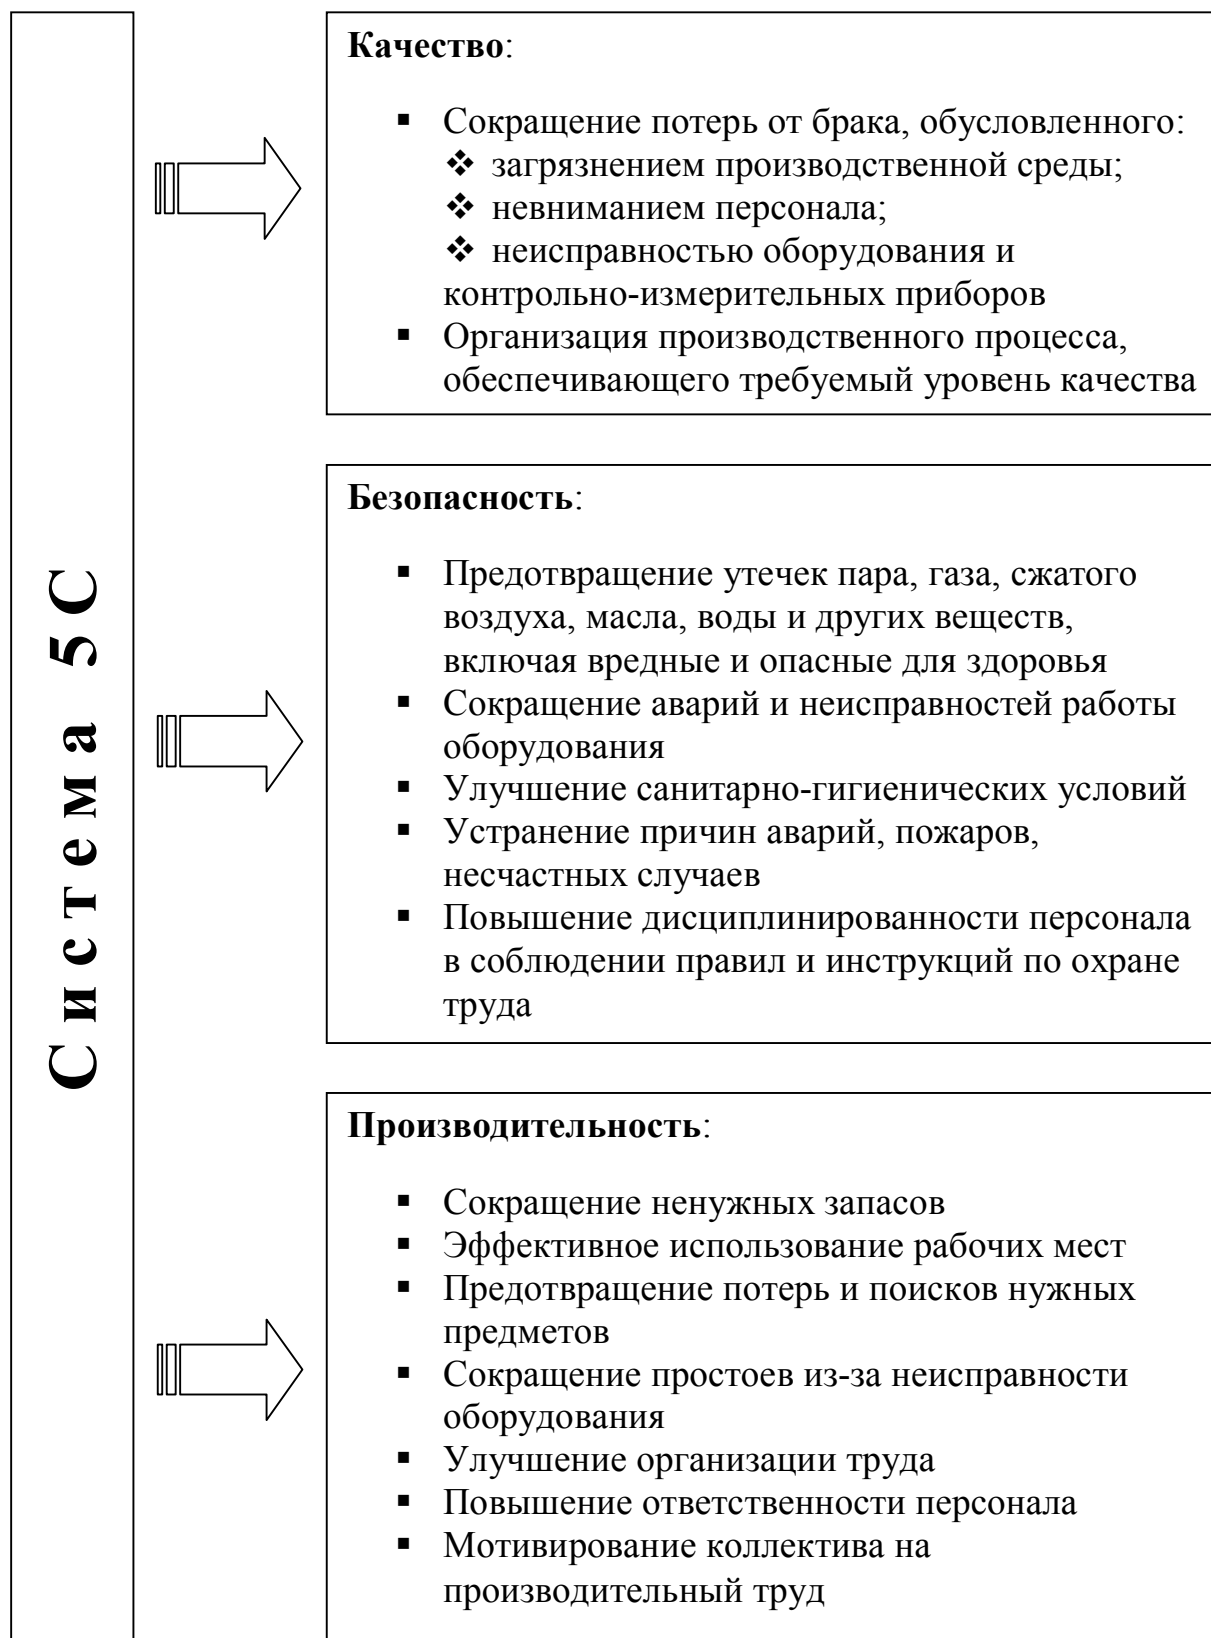 Система 5С
Качество:
▪ Сокращение потерь от брака, обусловленного:
❖ загрязнением производственной среды;
❖ невниманием персонала;
❖ неисправностью оборудования и
контрольно-измерительных приборов
▪ Организация производственного процесса,
обеспечивающего требуемый уровень качества
Безопасность:
▪ Предотвращение утечек пара, газа, сжатого
воздуха, масла, воды и других веществ,
включая вредные и опасные для здоровья
▪ Сокращение аварий и неисправностей работы
оборудования
▪ Улучшение санитарно-гигиенических условий
▪ Устранение причин аварий, пожаров,
несчастных случаев
▪ Повышение дисциплинированности персонала
в соблюдении правил и инструкций по охране
труда
Производительность:
▪ Сокращение ненужных запасов
▪ Эффективное использование рабочих мест
▪ Предотвращение потерь и поисков нужных
предметов
▪ Сокращение простоев из-за неисправности
оборудования
▪ Улучшение организации труда
▪ Повышение ответственности персонала
▪ Мотивирование коллектива на
производительный труд